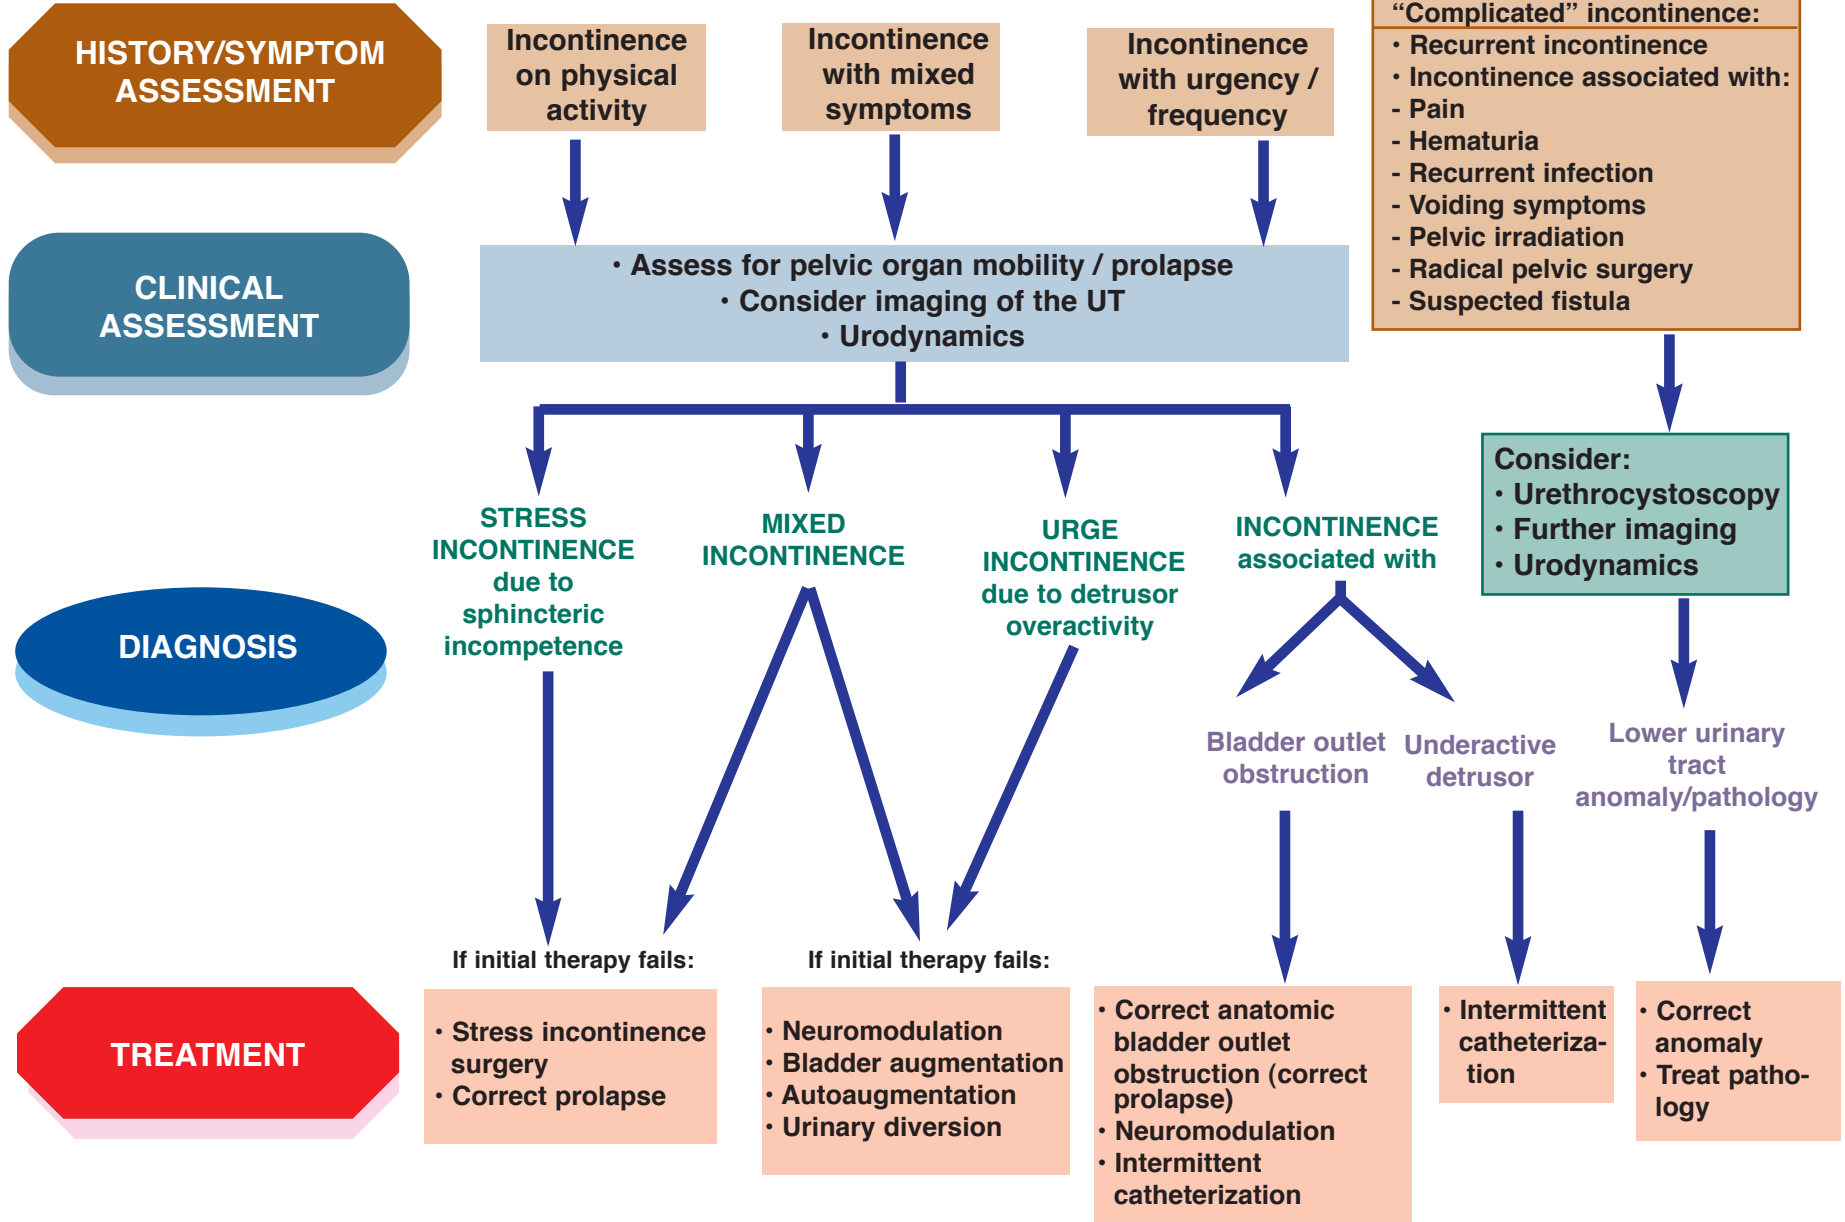 HISTORY/SYMPTOM
ASSESSMENT
Incontinence
on physical
activity
Incontinence
with mixed
symptoms
Incontinence
with urgency /
frequency
“Complicated” incontinence:
• Recurrent incontinence
• Incontinence associated with:
- Pain
- Hematuria
- Recurrent infection
- Voiding symptoms
- Pelvic irradiation
- Radical pelvic surgery
- Suspected fistula
CLINICAL
ASSESSMENT
• Assess for pelvic organ mobility / prolapse
• Consider imaging of the UT
• Urodynamics
Consider:
• Urethrocystoscopy
• Further imaging
• Urodynamics
DIAGNOSIS
STRESS
INCONTINENCE
due to
sphincteric
incompetence
MIXED
INCONTINENCE
URGE
INCONTINENCE
due to detrusor
overactivity
INCONTINENCE
associated with
Bladder outlet
obstruction
Underactive
detrusor
Lower urinary
tract
anomaly/pathology
TREATMENT
If initial therapy fails:
• Stress incontinence
surgery
• Correct prolapse
If initial therapy fails:
• Neuromodulation
• Bladder augmentation
• Autoaugmentation
• Urinary diversion
• Correct anatomic
bladder outlet
obstruction (correct
prolapse)
• Neuromodulation
• Intermittent
catheterization
• Intermittent
catheteriza-
tion
• Correct
anomaly
• Treat patho-
logy